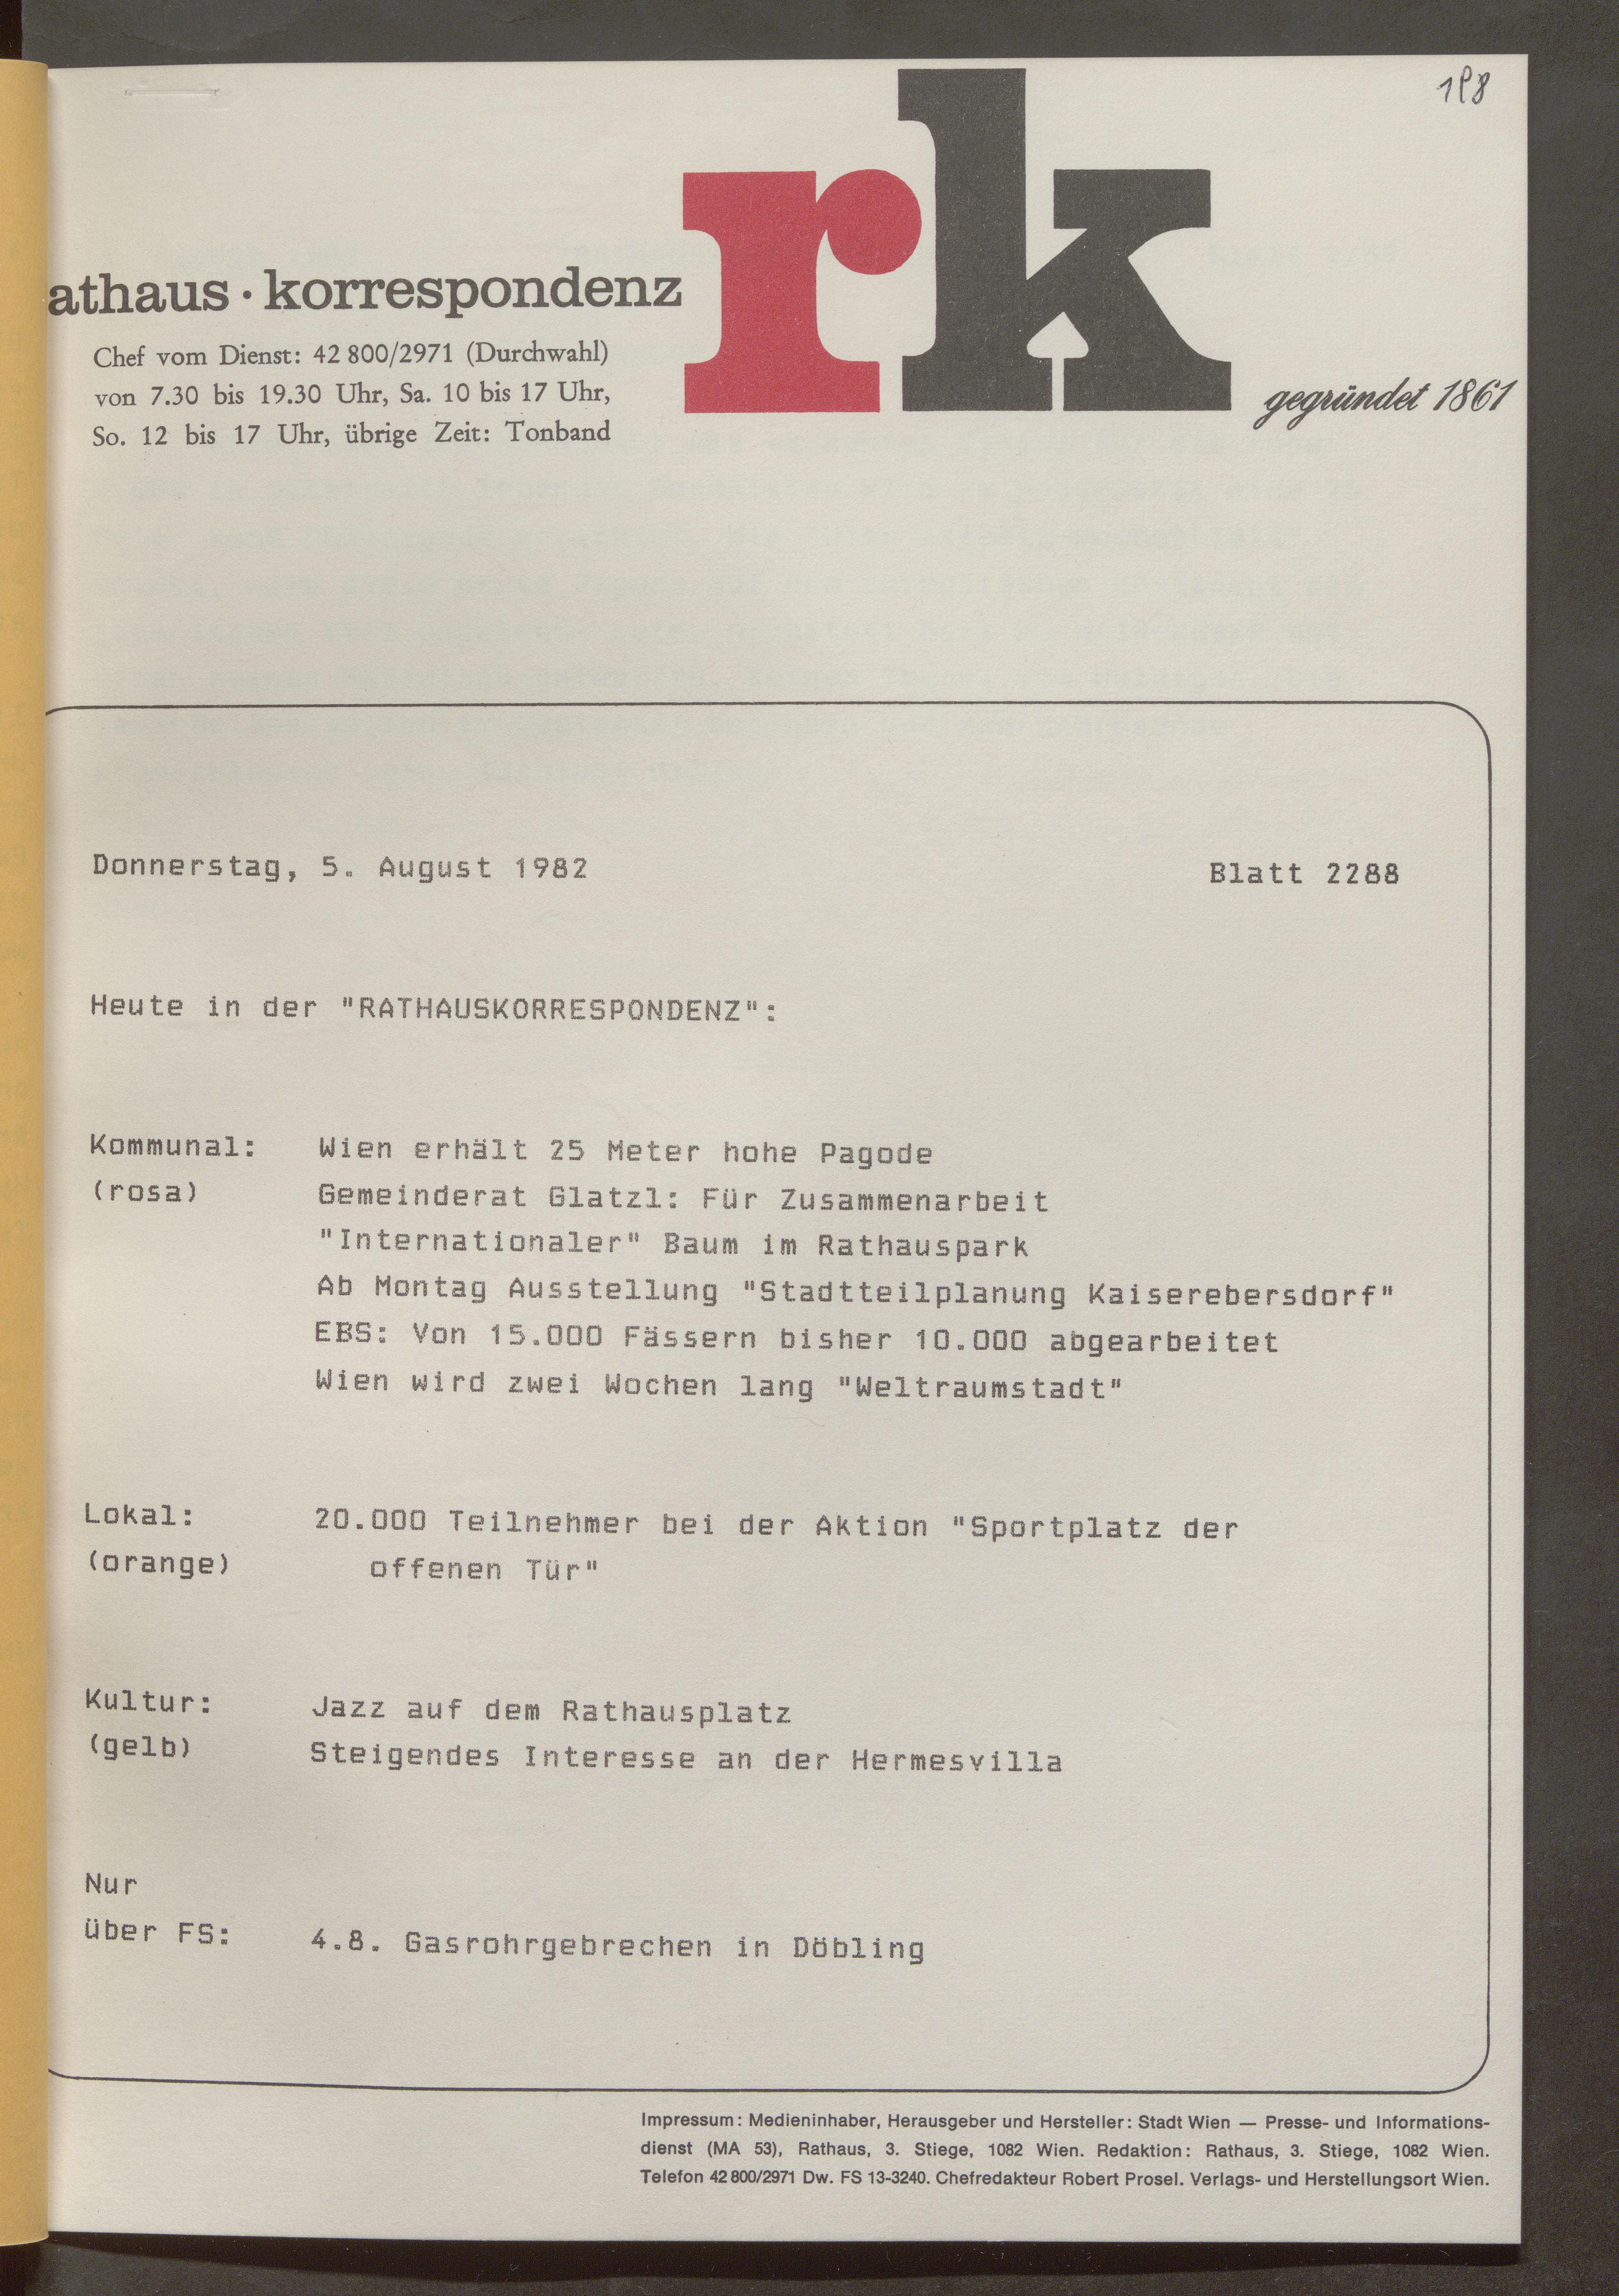 rk
athaus · korrespondenz
Chef vom Dienst: 42 800/2971 (Durchwahl)
von 7.30 bis 19.30 Uhr, Sa. 10 bis 17 Uhr,
So. 12 bis 17 Uhr, übrige Zeit: Tonband
gegründet 1861
Donnerstag, 5. August 1982 Blatt 2288
Heute in der "RATHAUSKORRESPONDENZ":
Kommunal: Wien erhält 25 Meter hohe Pagode
(rosa) Gemeinderat Glatzl: Für Zusammenarbeit
"Internationaler" Baum im Rathauspark
Ab Montag Ausstellung "Stadtteilplanung Kaiserebersdorf"
EBS: Von 15.000 Fässern bisher 10.000 abgearbeitet
Wien wird zwei Wochen lang "Weltraumstadt"
Lokal: 20.000 Teilnehmer bei der Aktion "Sportplatz der
(orange) offenen Tür"
Kultur: Jazz auf dem Rathausplatz
(gelb) Steigendes Interesse an der Hermesvilla
Nur
über FS: 4.8. Gasrohrgebrechen in Döbling
Impressum: Medieninhaber, Herausgeber und Hersteller: Stadt Wien — Presse- und Informations-
dienst (MA 53), Rathaus, 3. Stiege, 1082 Wien. Redaktion: Rathaus, 3. Stiege, 1082 Wien.
Telefon 42 800/2971 Dw. FS 13-3240. Chefredakteur Robert Prosel. Verlags- und Herstellungsort Wien.